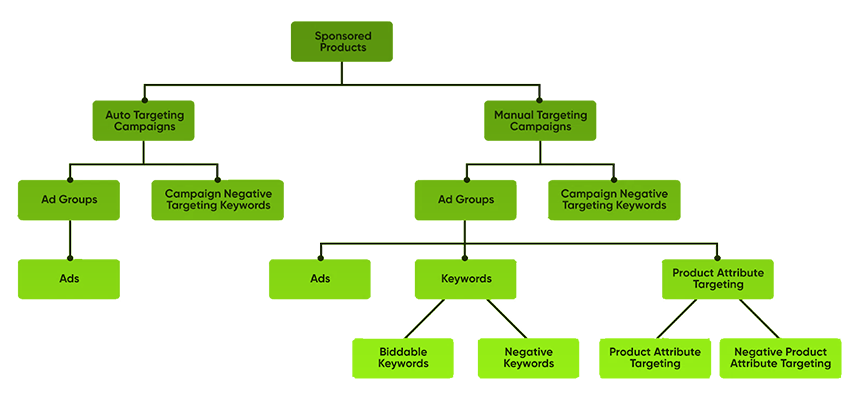 Sponsored
Products
Auto Targeting
Campaigns
Manual Targeting
Campaigns
Ad Groups
Campaign Negative
Targeting Keywords
Ad Groups
Campaign Negative
Targeting Keywords
Ads
Ads
Keywords
Product Attribute
Targeting
Biddable
Keywords
Negative
Keywords
Product Attribute
Targeting
Negative Product
Attribute Targeting